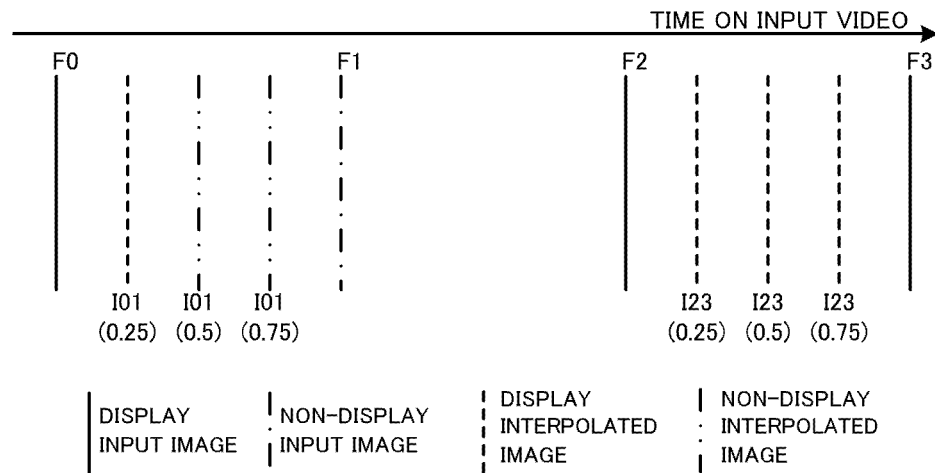 TIME ON INPUT VIDEO
F0 F1 F2 F3
I01 I01 I01 I23 I23 I23
(0.25) (0.5) (0.75) (0.25) (0.5) (0.75)
DISPLAY
INPUT IMAGE
NON-DISPLAY
INPUT IMAGE
DISPLAY
INTERPOLATED
IMAGE
NON-DISPLAY
INTERPOLATED
IMAGE